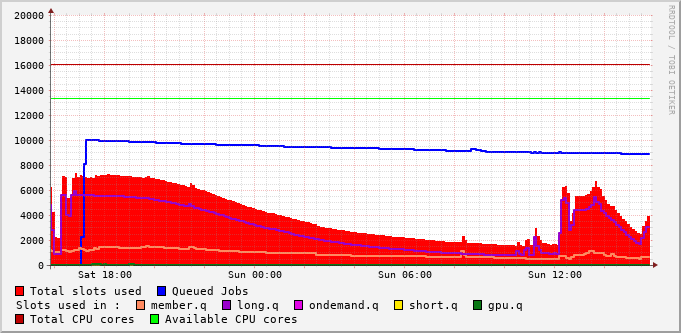 20000
18000
16000
14000
12000
10000
8000
6000
4000
2000
0
Sat 18:00 Sun 00:00 Sun 06:00 Sun 12:00
RRDTOOL / TOBI OETIKER
Total slots used Queued Jobs
Slots used in : member.q long.q ondemand.q short.q gpu.q
Total CPU cores Available CPU cores